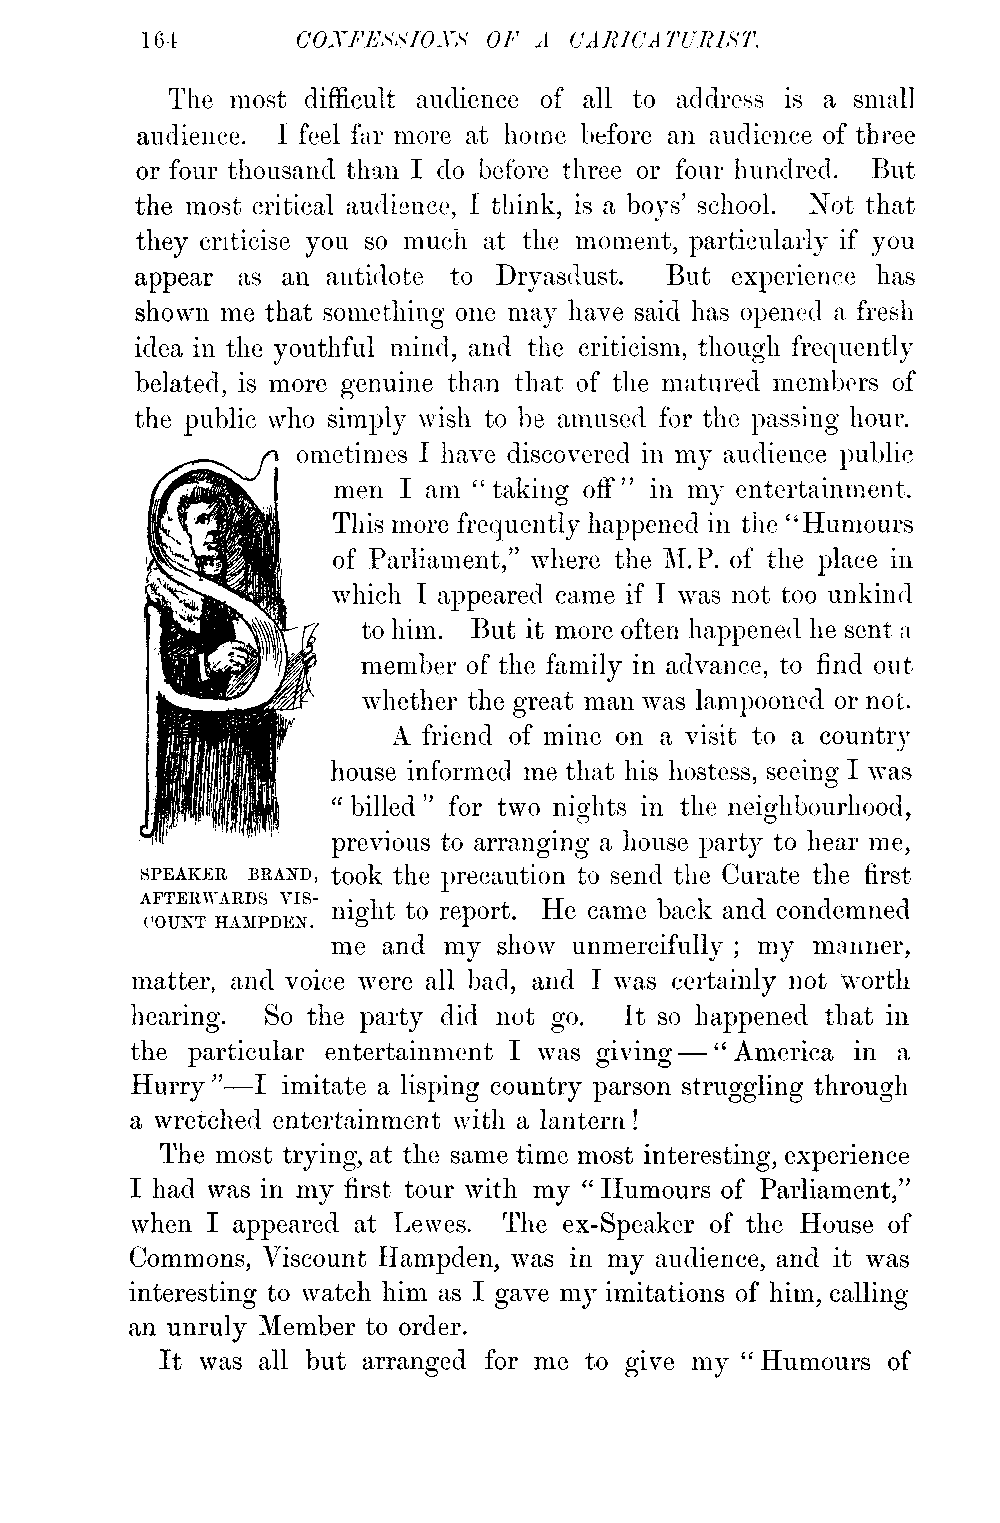 164 CONFESSIONS OF A CARICATURIST.
The most difficult audience of all to address is a small
audience. I feel far more at home before an audience of three
or four thousand than I do before three or four hundred. But
the most critical audience, I think, is a boys' school. Not that
they criticise you so much at the moment, particularly if you
appear as an antidote to Dryasdust. But experience has
shown me that something one may have said has opened a fresh
idea in the youthful mind, and the criticism, though frequently
belated, is more genuine than that of the matured members of
the public who simply wish to be amused for the passing hour.
Sometimes I have discovered in my audience public
men I am "taking off" in my entertainment.
This more frequently happened in the "Humours
of Parliament," where the M.P. of the place in
which I appeared came if I was not too unkind
to him. But it more often happened he sent a
member of the family in advance, to find out
whether the great man was lampooned or not.
A friend of mine on a visit to a country
house informed me that his hostess, seeing I was
"billed" for two nights in the neighbourhood,
previous to arranging a house party to hear me,
took the precaution to send the Curate the first
night to report. He came back and condemned
me and my show unmercifully; my manner,
SPEAKER BRAND,
AFTERWARDS VIS-
COUNT HAMPDEN.
matter, and voice were all bad, and I was certainly not worth
hearing. So the party did not go. It so happened that in
the particular entertainment I was giving—"America in a
Hurry"—I imitate a lisping country parson struggling through
a wretched entertainment with a lantern!
The most trying, at the same time most interesting, experience
I had was in my first tour with my "Humours of Parliament,"
when I appeared at Lewes. The ex-Speaker of the House of
Commons, Viscount Hampden, was in my audience, and it was
interesting to watch him as I gave my imitations of him, calling
an unruly Member to order.
It was all but arranged for me to give my "Humours of